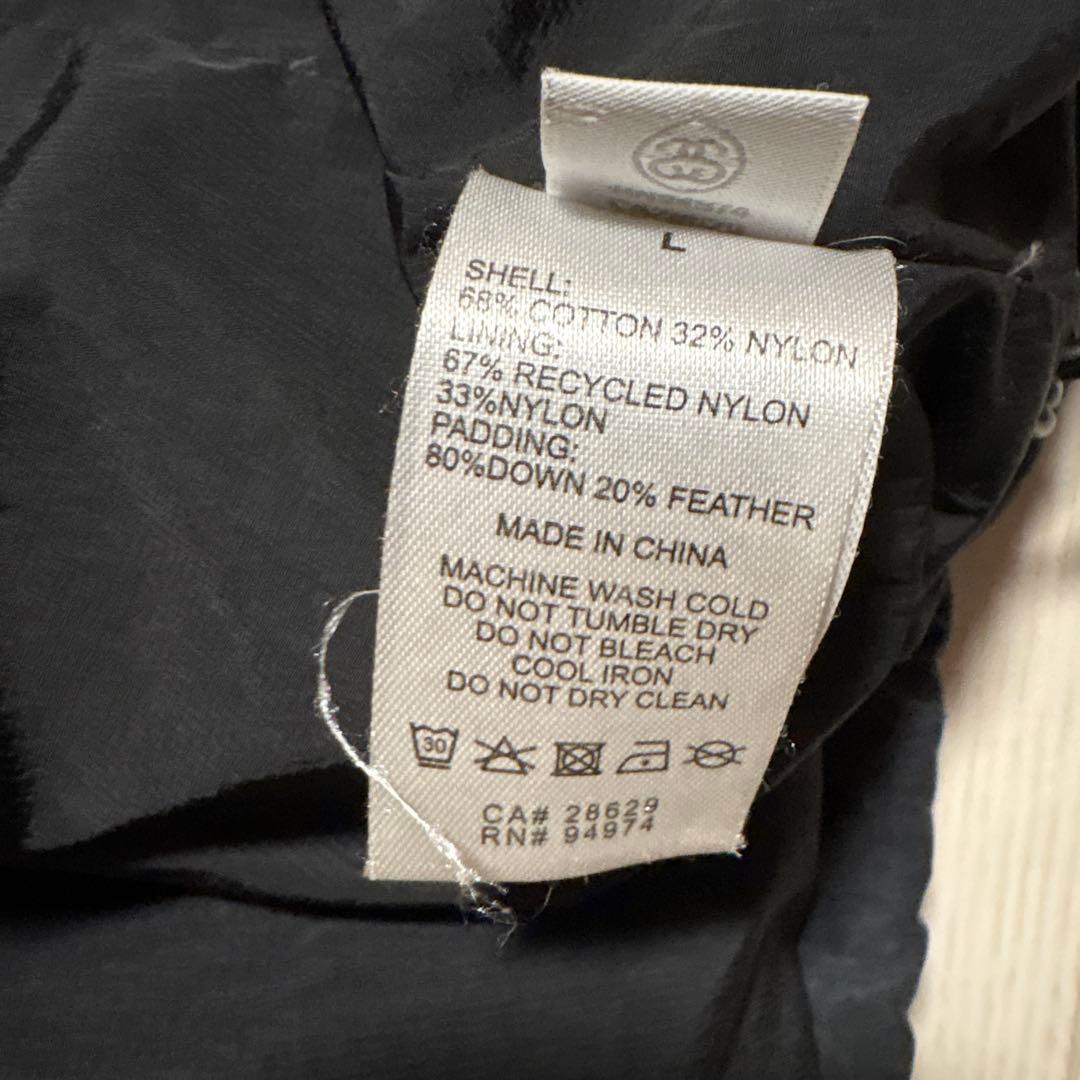 L
SHELL:
68% COTTON 32% NYLON
LINING:
67% RECYCLED NYLON
33%NYLON
PADDING:
80%DOWN 20% FEATHER
MADE IN CHINA
MACHINE WASH COLD
DO NOT TUMBLE DRY
DO NOT BLEACH
COOL IRON
DO NOT DRY CLEAN
30
CA# 28629
RN# 94974